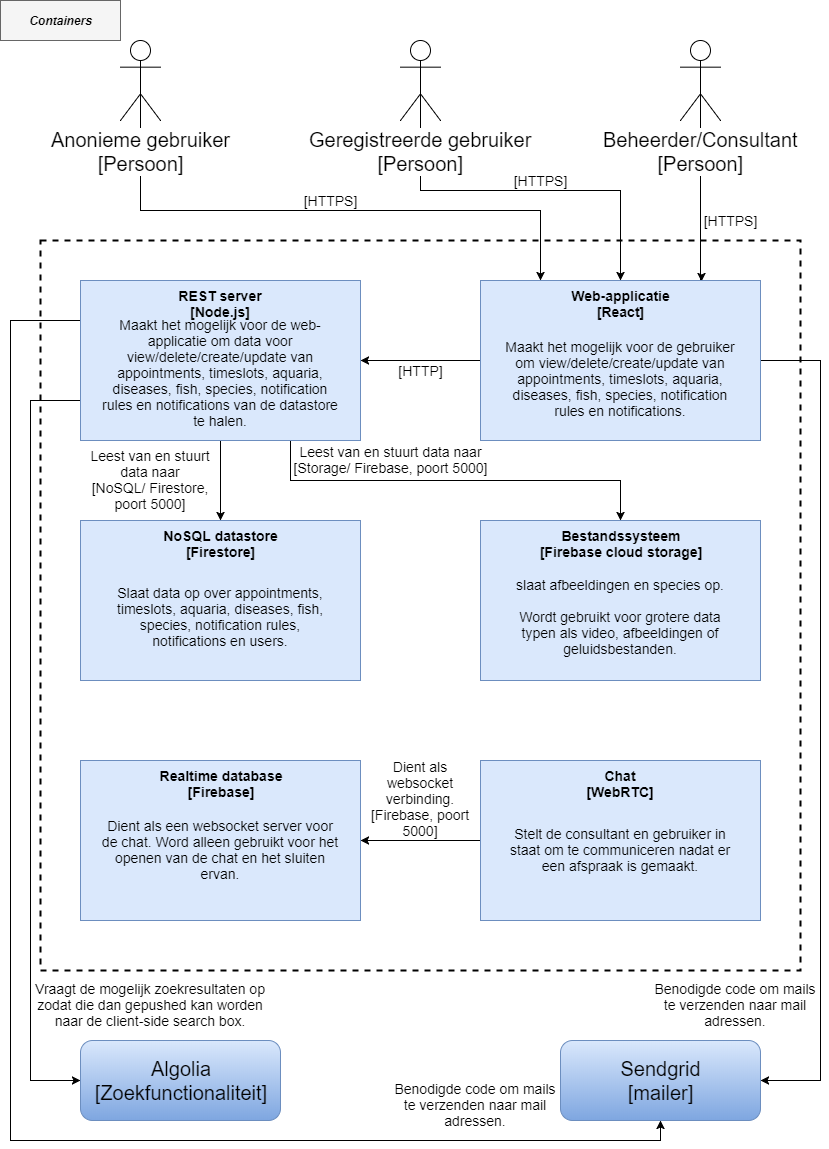 Containers
Anonieme gebruiker
[Persoon]
Geregistreerde gebruiker
[Persoon]
Beheerder/Consultant
[Persoon]
[HTTPS]
[HTTPS]
[HTTPS]
REST server
[Node.js]
Maakt het mogelijk voor de web-
applicatie om data voor
view/delete/create/update van
appointments, timeslots, aquaria,
diseases, fish, species, notification
rules en notifications van de datastore
te halen.
[HTTP]
Web-applicatie
[React]
Maakt het mogelijk voor de gebruiker
om view/delete/create/update van
appointments, timeslots, aquaria,
diseases, fish, species, notification
rules en notifications.
Leest van en stuurt
data naar
[NoSQL/ Firestore,
poort 5000]
Leest van en stuurt data naar
[Storage/ Firebase, poort 5000]
NoSQL datastore
[Firestore]
Slaat data op over appointments,
timeslots, aquaria, diseases, fish,
species, notification rules,
notifications en users.
Bestandssysteem
[Firebase cloud storage]
slaat afbeeldingen en species op.
Wordt gebruikt voor grotere data
typen als video, afbeeldingen of
geluidsbestanden.
Realtime database
[Firebase]
Dient als een websocket server voor
de chat. Word alleen gebruikt voor het
openen van de chat en het sluiten
ervan.
Dient als
websocket
verbinding.
[Firebase, poort
5000]
Chat
[WebRTC]
Stelt de consultant en gebruiker in
staat om te communiceren nadat er
een afspraak is gemaakt.
Vraagt de mogelijk zoekresultaten op
zodat die dan gepushed kan worden
naar de client-side search box.
Benodigde code om mails
te verzenden naar mail
adressen.
Algolia
[Zoekfunctionaliteit]
Benodigde code om mails
te verzenden naar mail
adressen.
Sendgrid
[mailer]